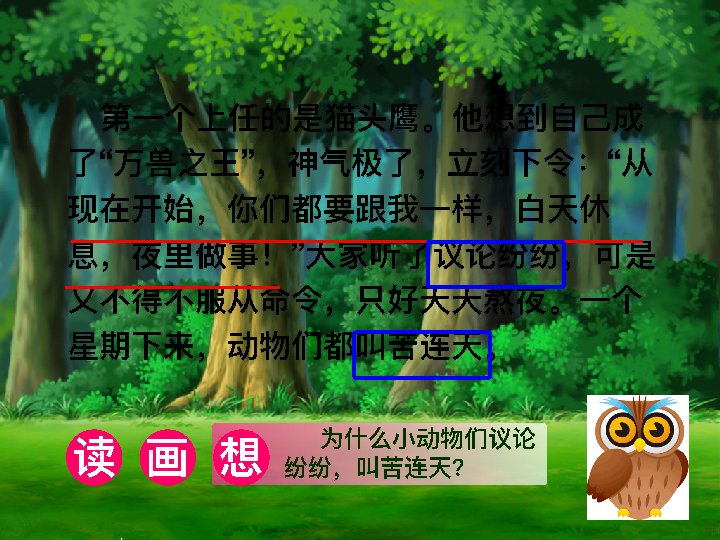 第一个上任的是猫头鹰。他想到自己成
了“万兽之王”，神气极了，立刻下令：“从
现在开始，你们都要跟我一样，白天休
息，夜里做事！”大家听了议论纷纷，可是
又不得不服从命令，只好天天熬夜。一个
星期下来，动物们都叫苦连天。
读 画 想
为什么小动物们议论
纷纷，叫苦连天？